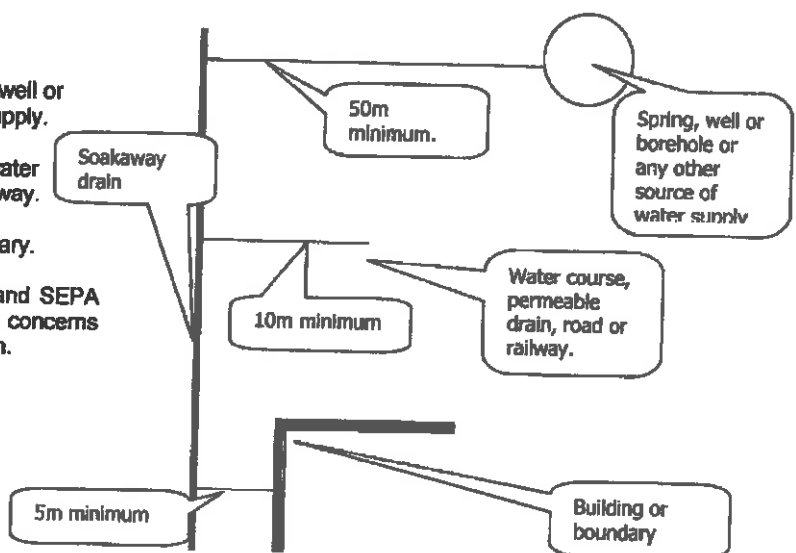 well or
pply.
ater
way.
ary.
and SEPA
concerns
n.
Soakaway
drain
50m
minimum.
Spring, well or
borehole or
any other
source of
water supply
10m minimum
Water course,
permeable
drain, road or
railway.
5m minimum
Building or
boundary